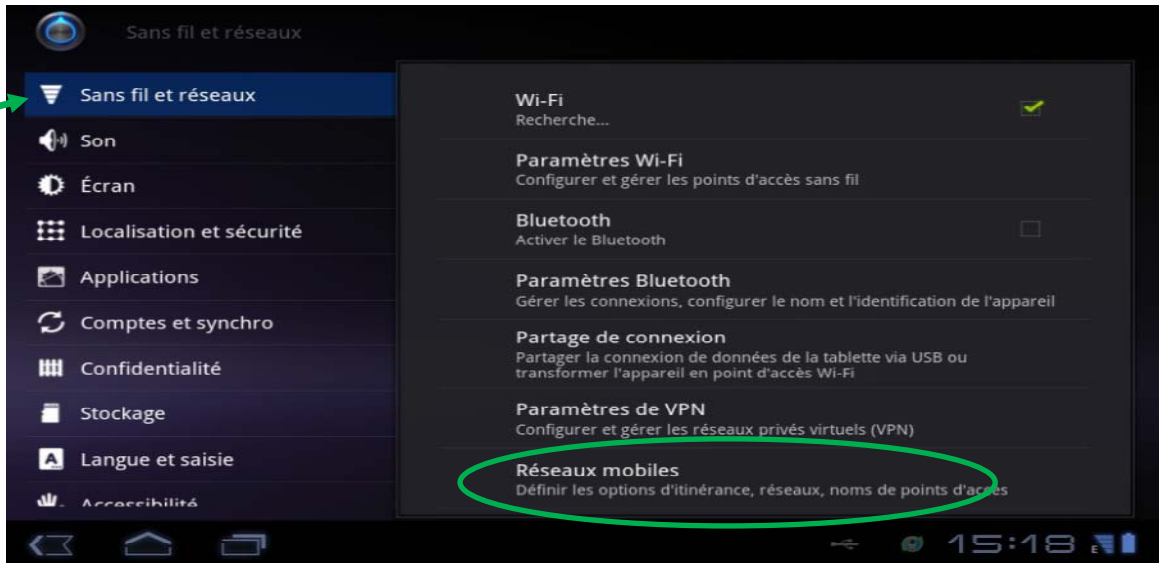 Sans fil et réseaux
Sans fil et réseaux
Son
Écran
Localisation et sécurité
Applications
Comptes et synchro
Confidentialité
Stockage
Langue et saisie
Accessibilité
Wi-Fi
Recherche...
Paramètres Wi-Fi
Configurer et gérer les points d'accès sans fil
Bluetooth
Activer le Bluetooth
Paramètres Bluetooth
Gérer les connexions, configurer le nom et l'identification de l'appareil
Partage de connexion
Partager la connexion de données de la tablette via USB ou
transformer l'appareil en point d'accès Wi-Fi
Paramètres de VPN
Configurer et gérer les réseaux privés virtuels (VPN)
Réseaux mobiles
Définir les options d'itinérance, réseaux, noms de points d'accès
15:18
E